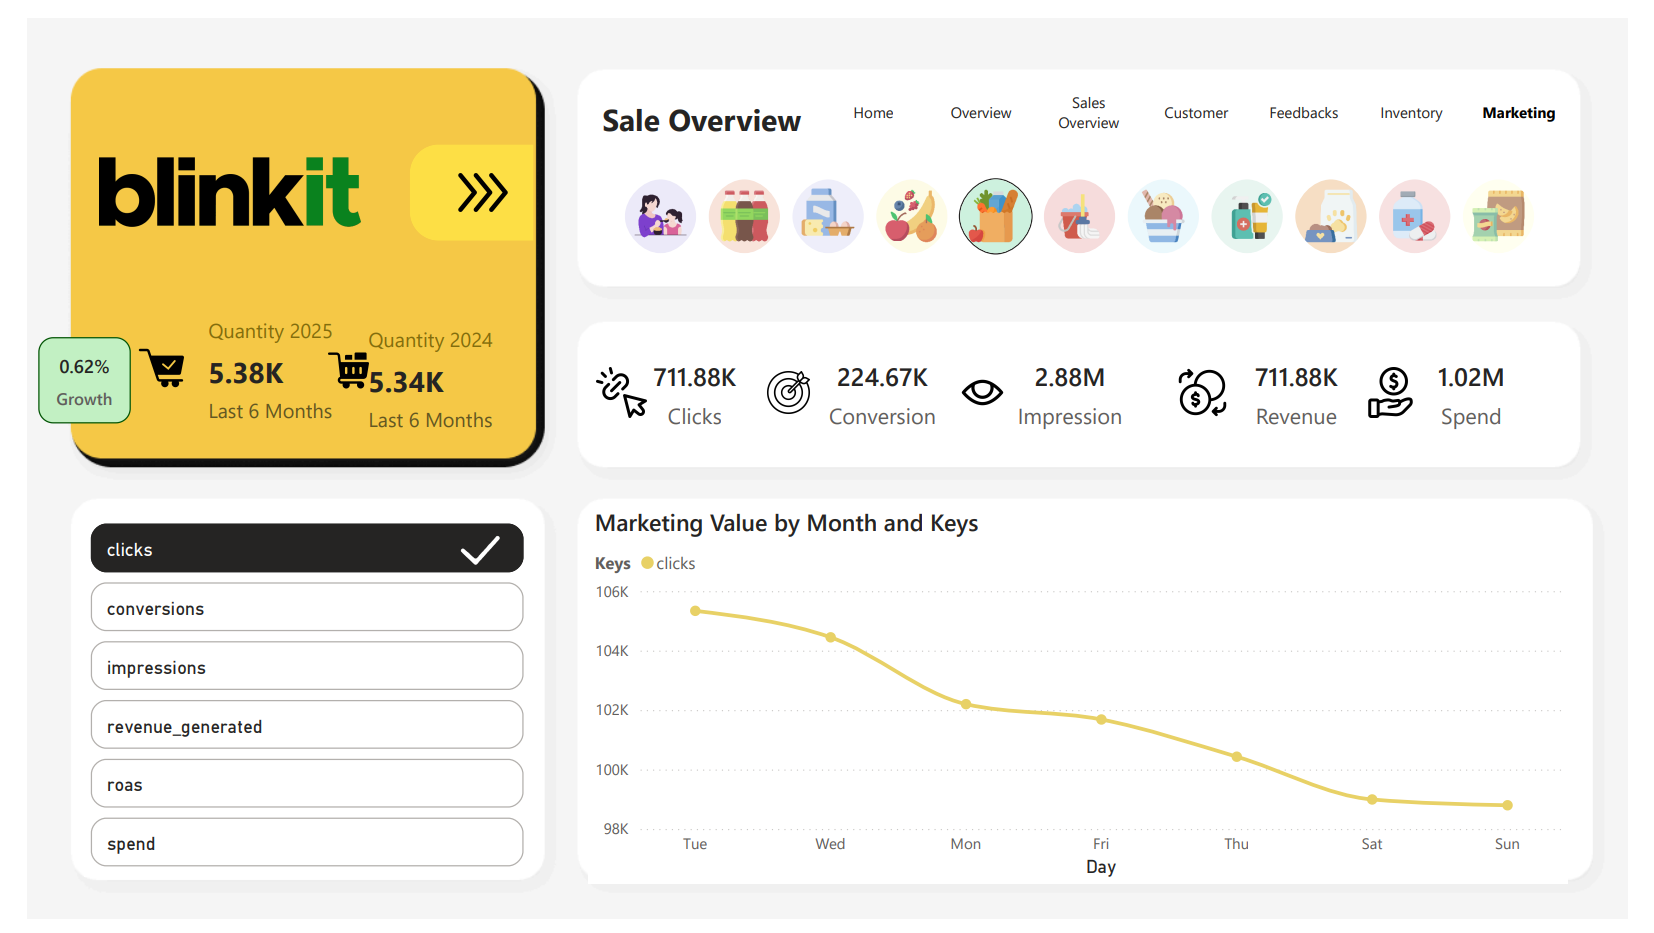 blinkit
Quantity 2025
5.38K
Last 6 Months
Quantity 2024
5.34K
Last 6 Months
0.62%
Growth
Sale Overview
Home
Overview
Sales
Overview
Customer
Feedbacks
Inventory
Marketing
711.88K
Clicks
224.67K
Conversion
2.88M
Impression
711.88K
Revenue
1.02M
Spend
clicks
conversions
impressions
revenue_generated
roas
spend
Marketing Value by Month and Keys
Keys clicks
106K
104K
102K
100K
98K
Tue Wed Mon Fri Thu Sat Sun
Day